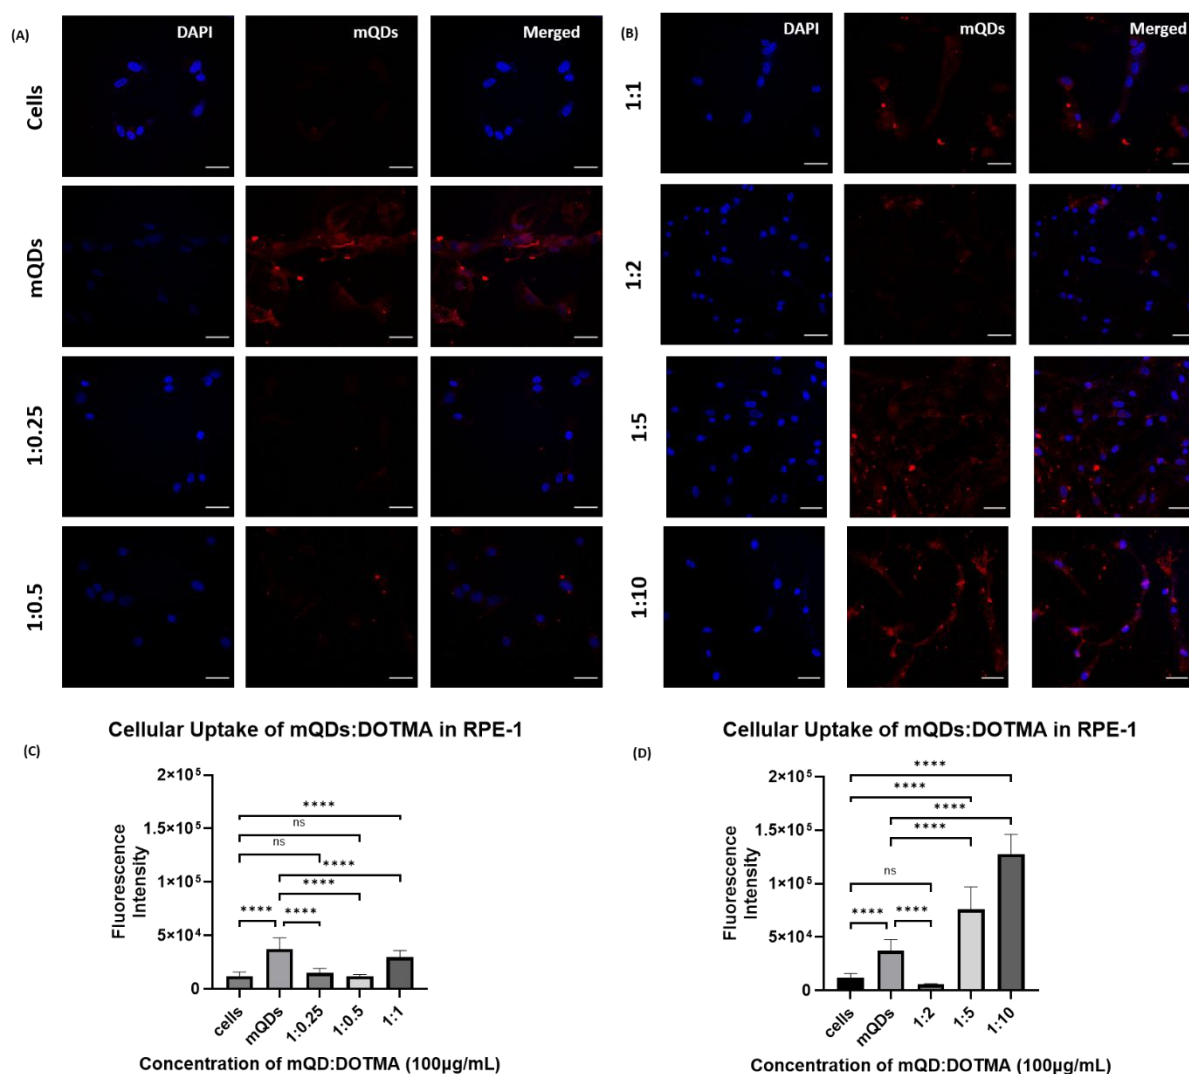 (A)
DAPI mQDs Merged
Cells
mQDs
1:0.25
1:0.5
(B)
DAPI mQDs Merged
1:1
1:2
1:5
1:10
Cellular Uptake of mQDs:DOTMA in RPE-1
(C)
Fluorescence
Intensity
2×10⁵
1.5×10⁵
1×10⁵
5×10⁴
0
****
ns
ns
****
****
**** ****
cells mQDs 1:0.25 1:0.5 1:1
Concentration of mQD:DOTMA (100µg/mL)
Cellular Uptake of mQDs:DOTMA in RPE-1
(D)
Fluorescence
Intensity
2×10⁵
1.5×10⁵
1×10⁵
5×10⁴
0
****
****
****
****
ns
**** ****
cells mQDs 1:2 1:5 1:10
Concentration of mQD:DOTMA (100µg/mL)